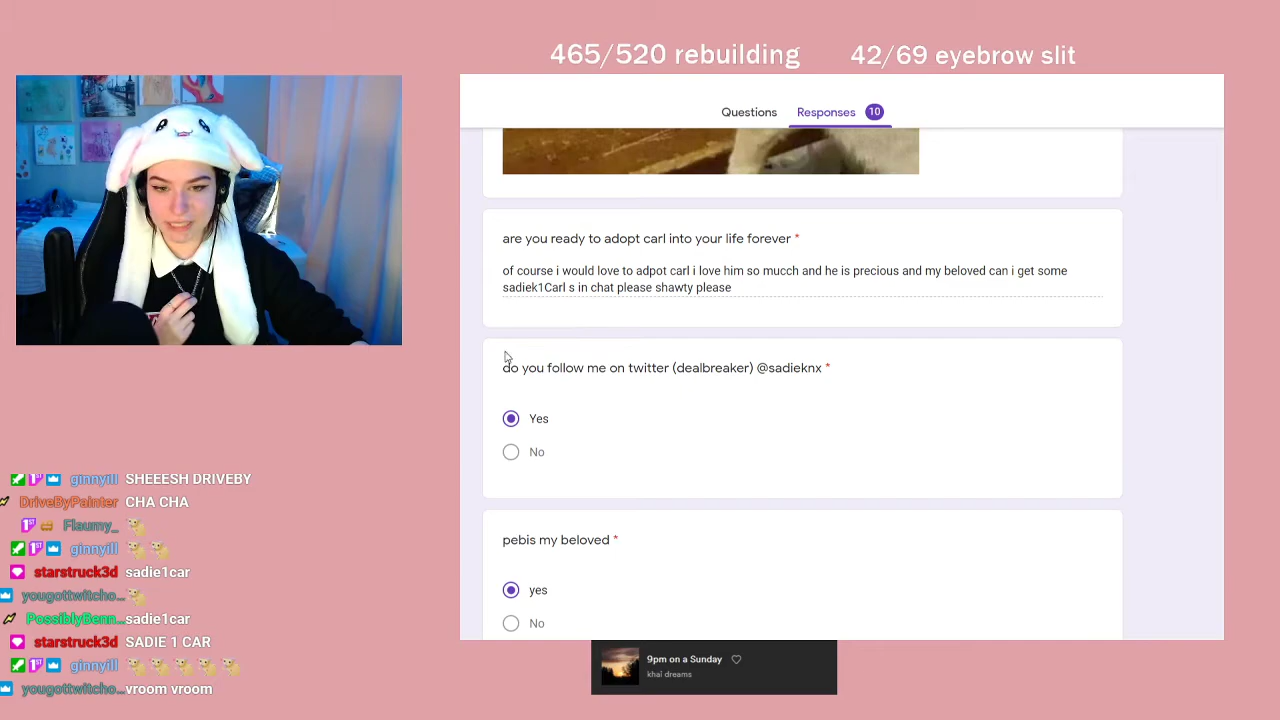 465/520 rebuilding
42/69 eyebrow slit
Questions
Responses 10
are you ready to adopt carl into your life forever *
of course i would love to adpot carl i love him so mucch and he is precious and my beloved can i get some
sadiek1Carl s in chat please shawty please
do you follow me on twitter (dealbreaker) @sadieknx *
Yes
No
pebis my beloved *
yes
No
ginnyill SHEEESH DRIVEBY
DriveByPainter CHA CHA
Flaumy_
ginnyill
starstruck3d sadie1car
yougottwitcho...
PossiblyBenn... sadie1car
starstruck3d SADIE 1 CAR
ginnyill
yougottwitcho... vroom vroom
9pm on a Sunday
khai dreams